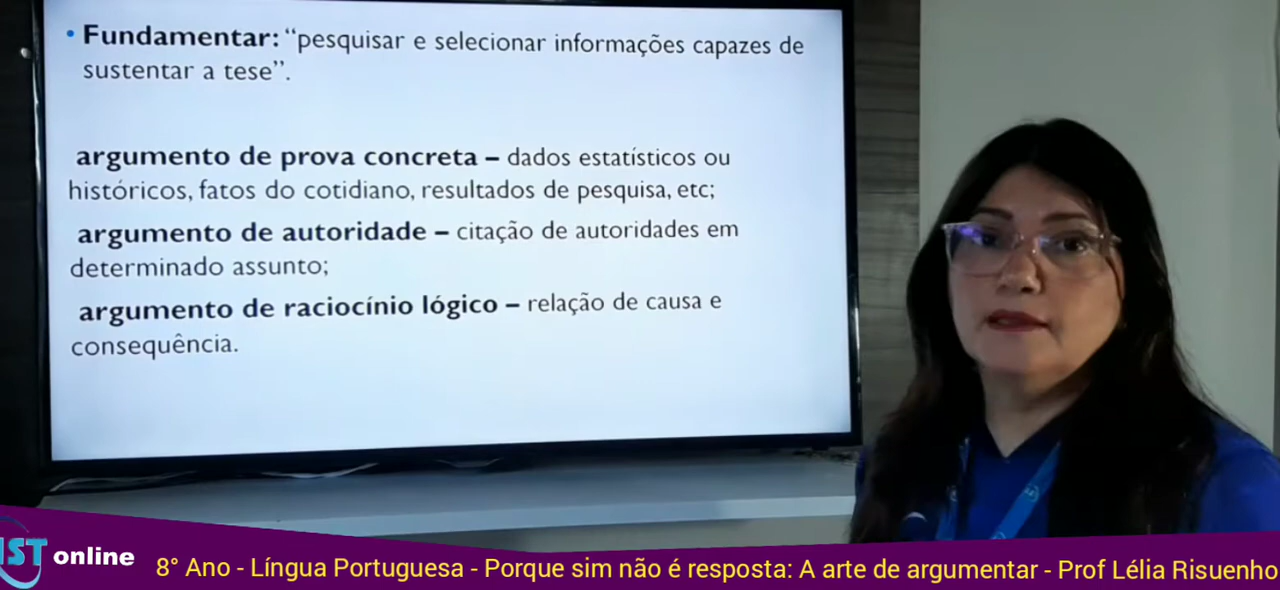 • Fundamentar: “pesquisar e selecionar informações capazes de
sustentar a tese”.
argumento de prova concreta – dados estatísticos ou
históricos, fatos do cotidiano, resultados de pesquisa, etc;
argumento de autoridade – citação de autoridades em
determinado assunto;
argumento de raciocínio lógico – relação de causa e
consequência.
IST online
8° Ano - Língua Portuguesa - Porque sim não é resposta: A arte de argumentar - Prof Lélia Risuenho